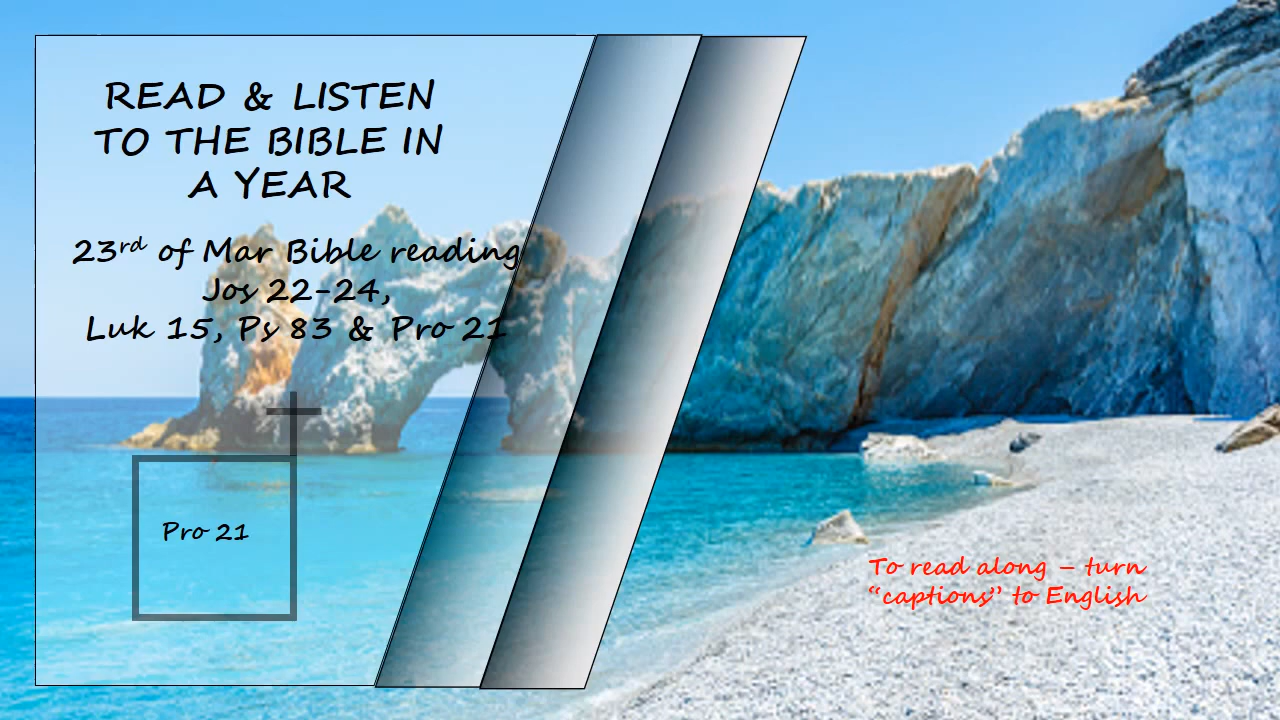 READ & LISTEN
TO THE BIBLE IN
A YEAR
23rd of Mar Bible reading
Jos 22-24,
Luk 15, Ps 83 & Pro 21
Pro 21
To read along – turn
“captions” to English